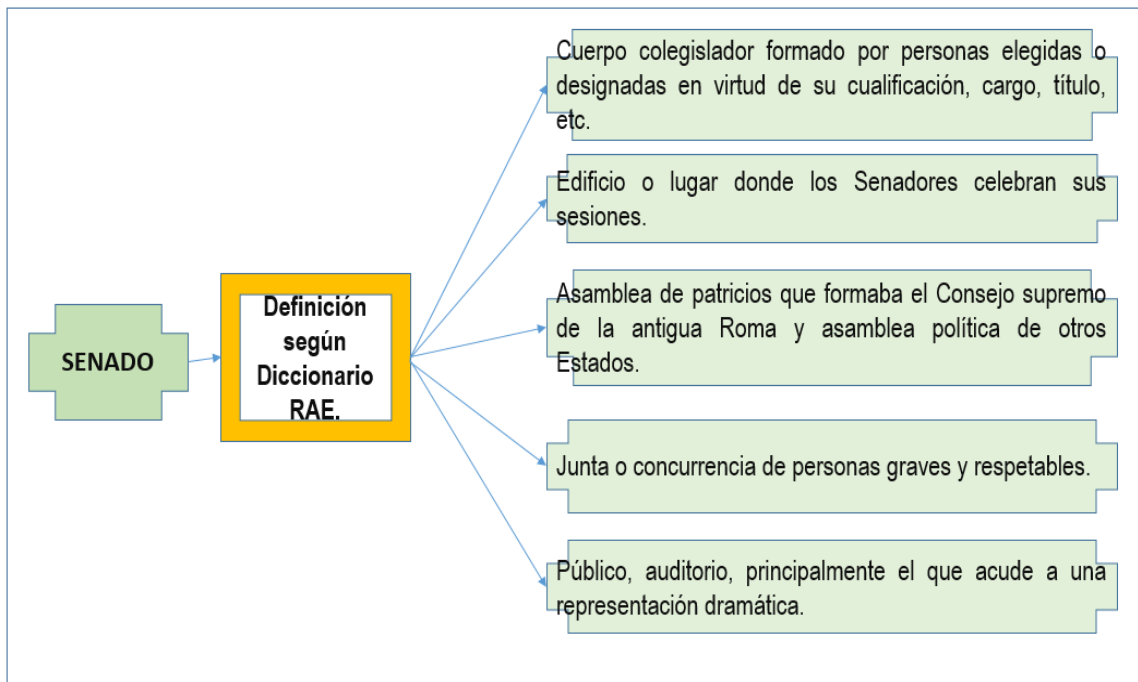 SENADO
Definición
según
Diccionario
RAE.
Cuerpo colegislador formado por personas elegidas o
designadas en virtud de su cualificación, cargo, título,
etc.
Edificio o lugar donde los Senadores celebran sus
sesiones.
Asamblea de patricios que formaba el Consejo supremo
de la antigua Roma y asamblea política de otros
Estados.
Junta o concurrencia de personas graves y respetables.
Público, auditorio, principalmente el que acude a una
representación dramática.